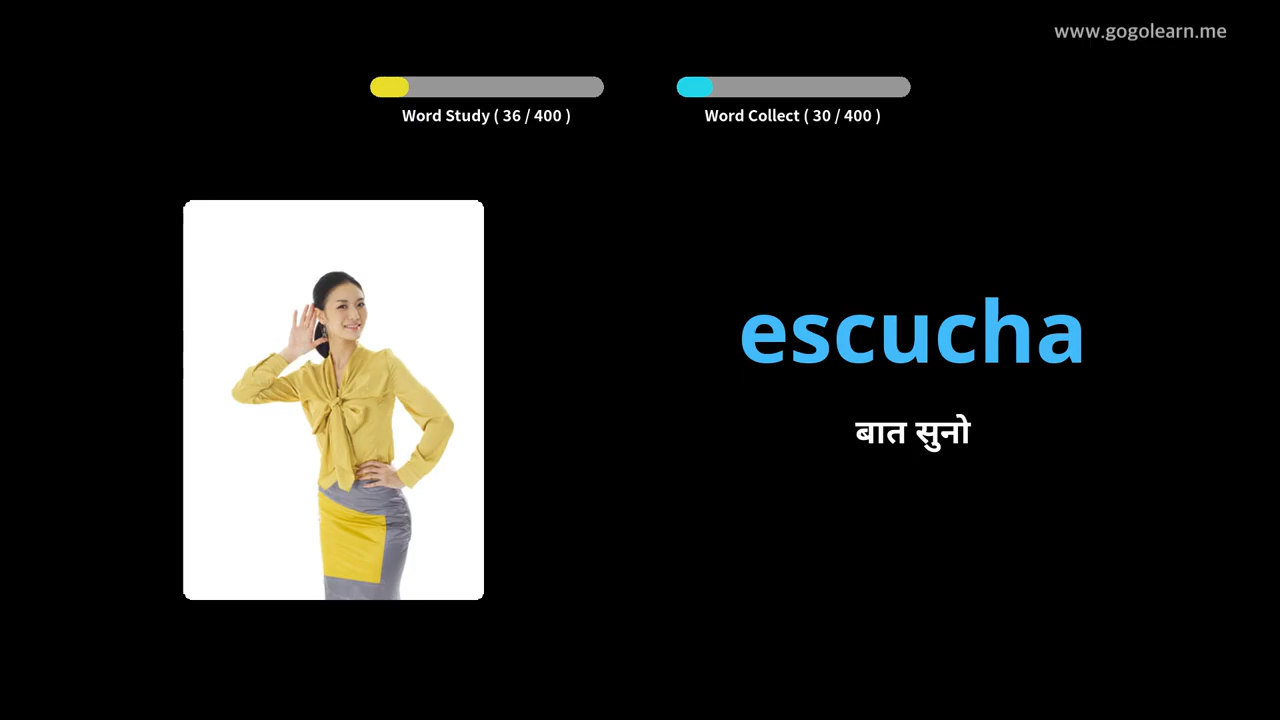 www.gogolearn.me
Word Study ( 36 / 400 )
Word Collect ( 30 / 400 )
escucha
बात सुनो